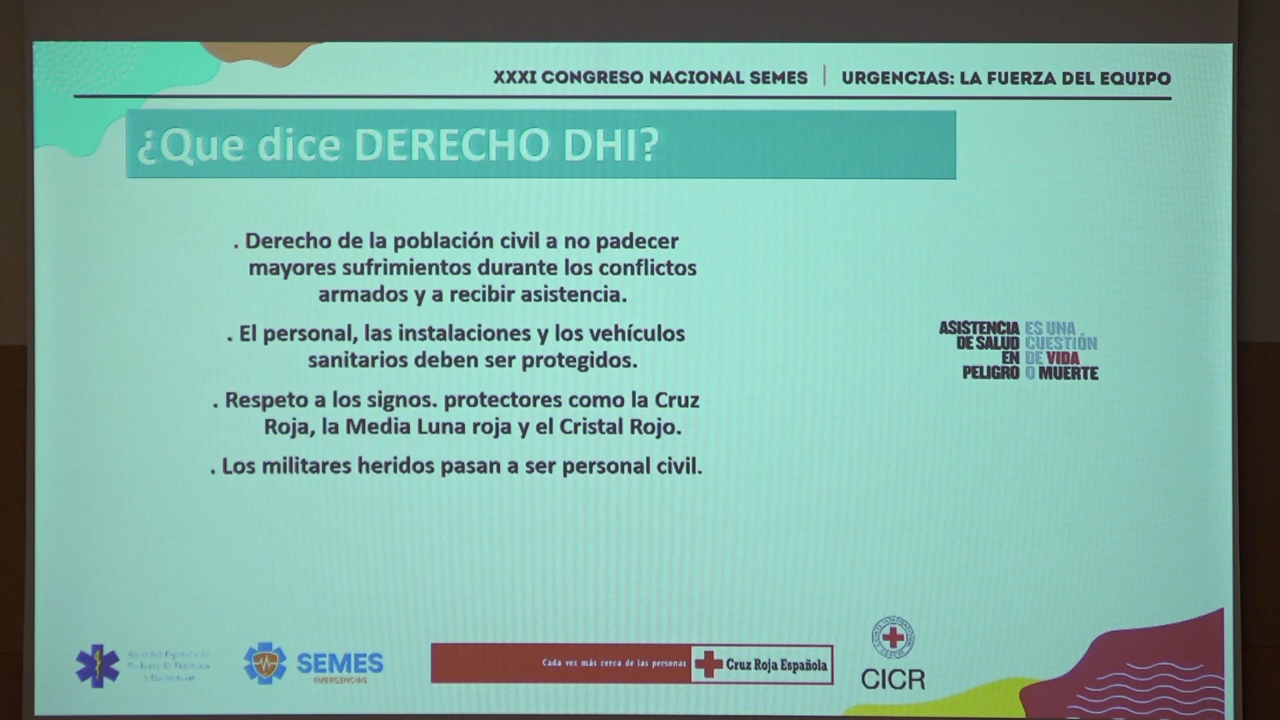 XXXI CONGRESO NACIONAL SEMES | URGENCIAS: LA FUERZA DEL EQUIPO
¿Que dice DERECHO DHI?
. Derecho de la población civil a no padecer
mayores sufrimientos durante los conflictos
armados y a recibir asistencia.
. El personal, las instalaciones y los vehículos
sanitarios deben ser protegidos.
. Respeto a los signos. protectores como la Cruz
Roja, la Media Luna roja y el Cristal Rojo.
. Los militares heridos pasan a ser personal civil.
ASISTENCIA ES UNA
DE SALUD CUESTIÓN
EN DE VIDA
PELIGRO O MUERTE
SEMES
EMERGENCIAS
Cada vez más cerca de las personas
Cruz Roja Española
CICR